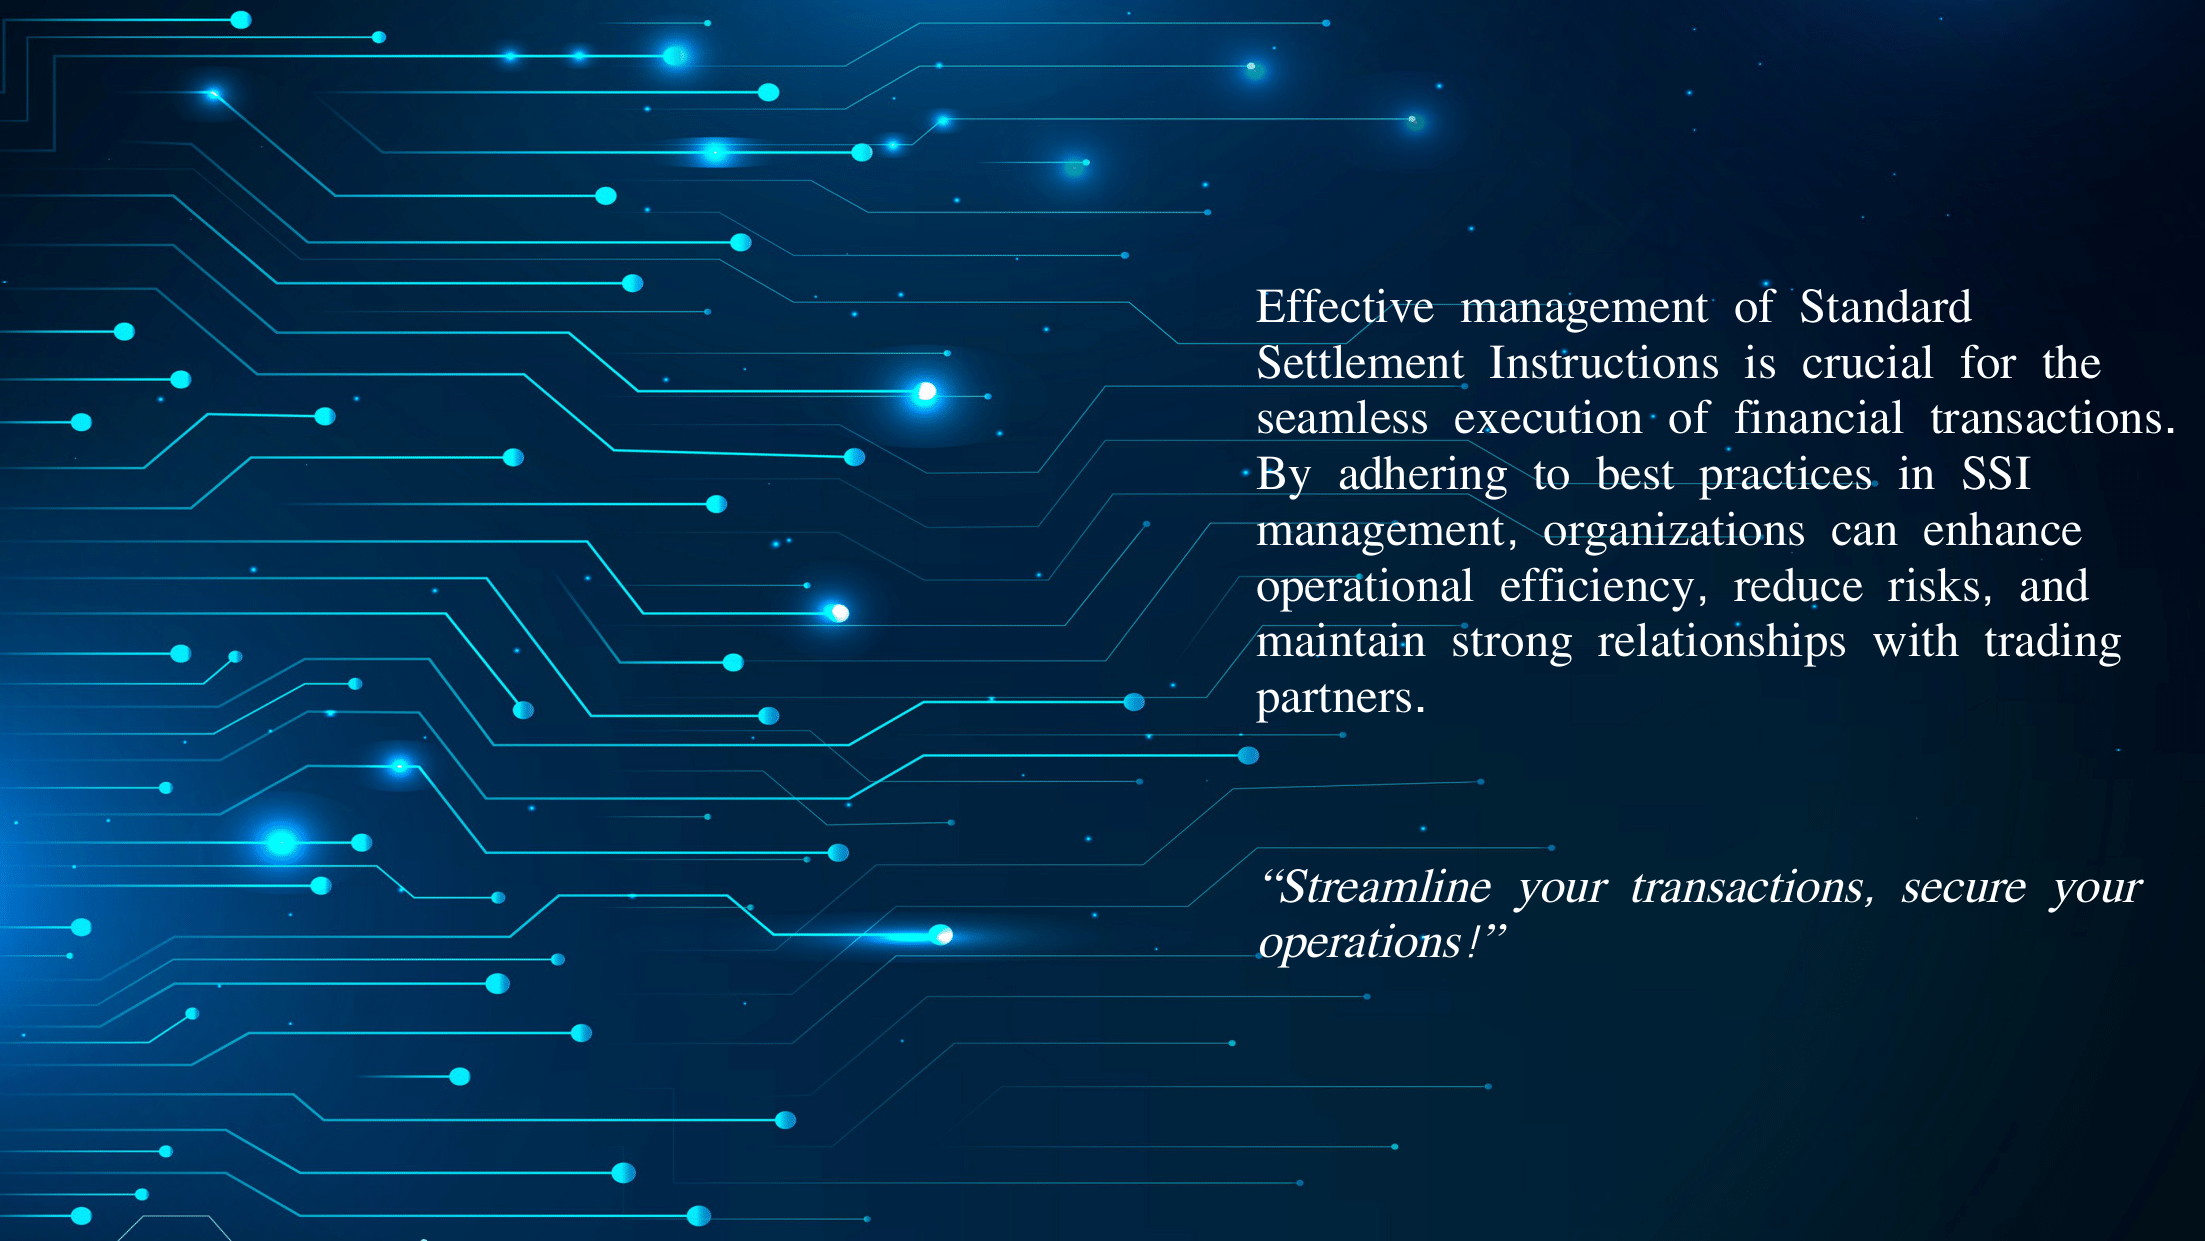 Effective management of Standard
Settlement Instructions is crucial for the
seamless execution of financial transactions.
By adhering to best practices in SSI
management, organizations can enhance
operational efficiency, reduce risks, and
maintain strong relationships with trading
partners.
“Streamline your transactions, secure your
operations!”